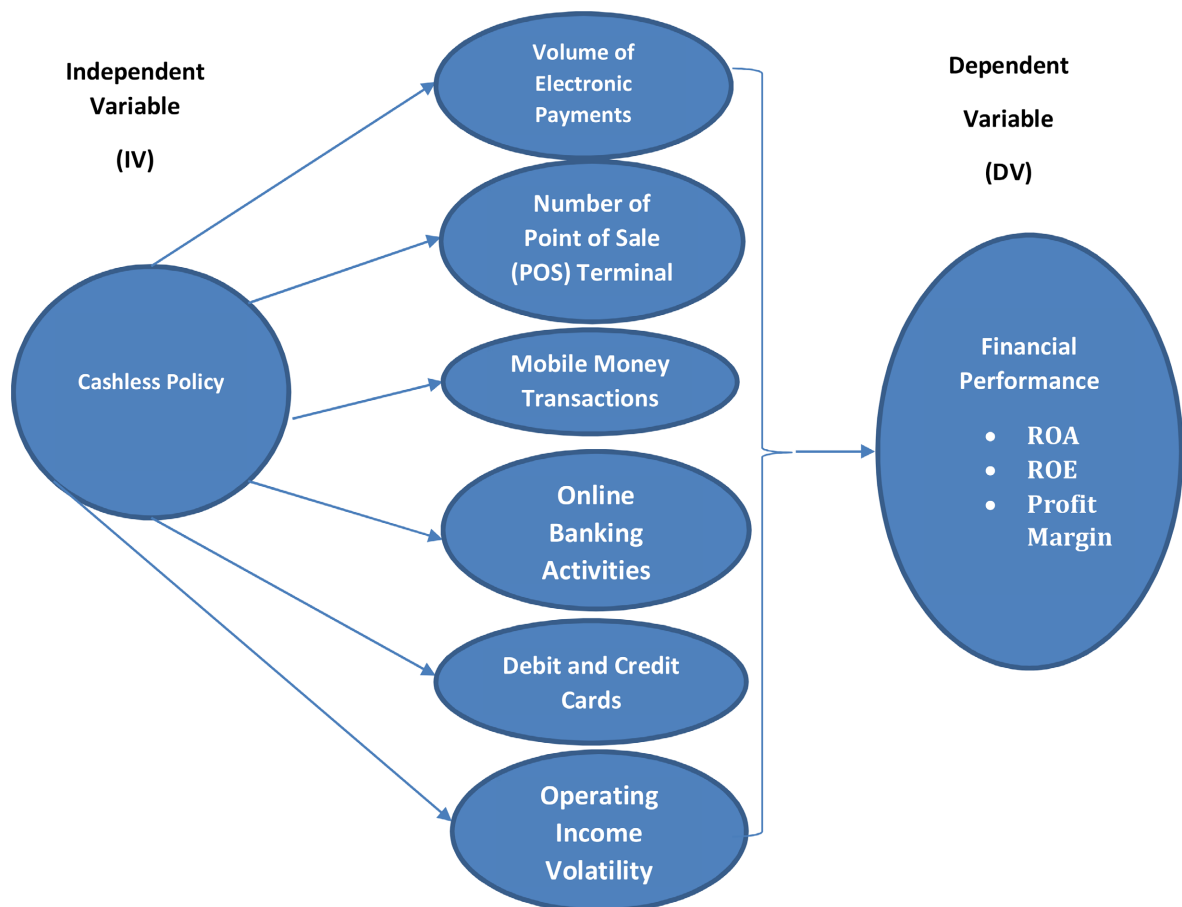 Independent
Variable
(IV)
Cashless Policy
Volume of
Electronic
Payments
Number of
Point of Sale
(POS) Terminal
Mobile Money
Transactions
Online
Banking
Activities
Debit and Credit
Cards
Operating
Income
Volatility
Dependent
Variable
(DV)
Financial
Performance
• ROA
• ROE
• Profit
Margin